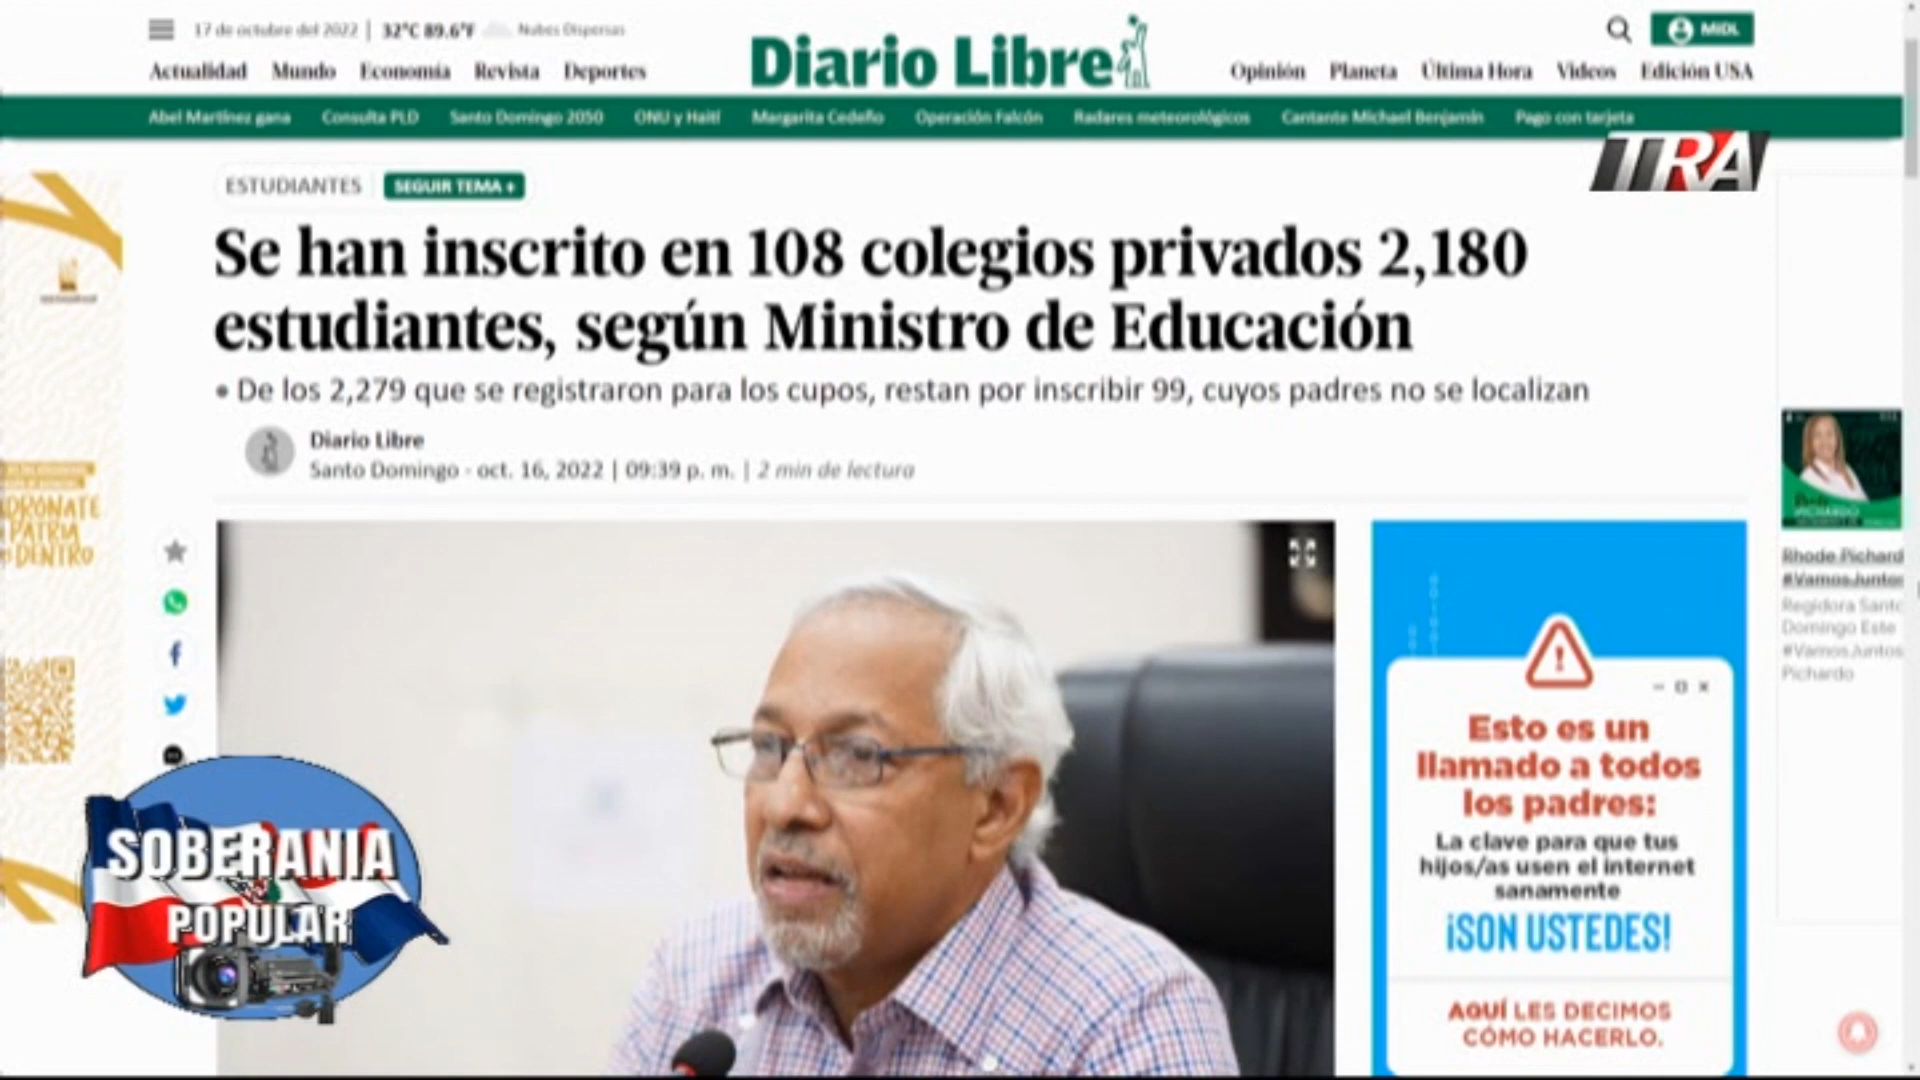 17 de octubre del 2022 | 32°C 89.6°F Nubes Dispersas
MIDL
Actualidad Mundo Economía Revista Deportes
Diario Libre
Opinión Planeta Última Hora Videos Edición USA
Abel Martínez gana Consulta PLD Santo Domingo 2050 ONU y Haití Margarita Cedeño Operación Falcón Radares meteorológicos Cantante Michael Benjamin Pago con tarjeta
TRA
ESTUDIANTES SEGUIR TEMA +
Se han inscrito en 108 colegios privados 2,180
estudiantes, según Ministro de Educación
• De los 2,279 que se registraron para los cupos, restan por inscribir 99, cuyos padres no se localizan
Diario Libre
Santo Domingo - oct. 16, 2022 | 09:39 p. m. | 2 min de lectura
PATRIA
DENTRO
PICHARDO
Rhode Pichard
#VamosJuntos
Regidora Santo
Domingo Este
#VamosJuntos
Pichardo
Esto es un
llamado a todos
los padres:
La clave para que tus
hijos/as usen el internet
sanamente
¡SON USTEDES!
AQUÍ LES DECIMOS
CÓMO HACERLO.
SOBERANIA
POPULAR